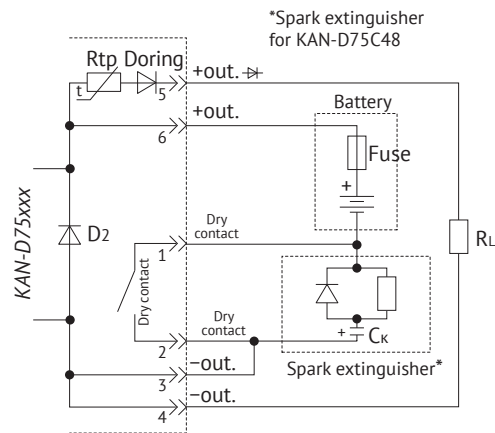 *Spark extinguisher
for KAN-D75C48
Rtp
Doring
t
5
+out.
Battery
6
+out.
Fuse
+
KAN-D75xxx
D2
Dry
contact
1
Dry contact
RL
Dry
contact
2
+
Cк
−out.
3
Spark extinguisher*
−out.
4